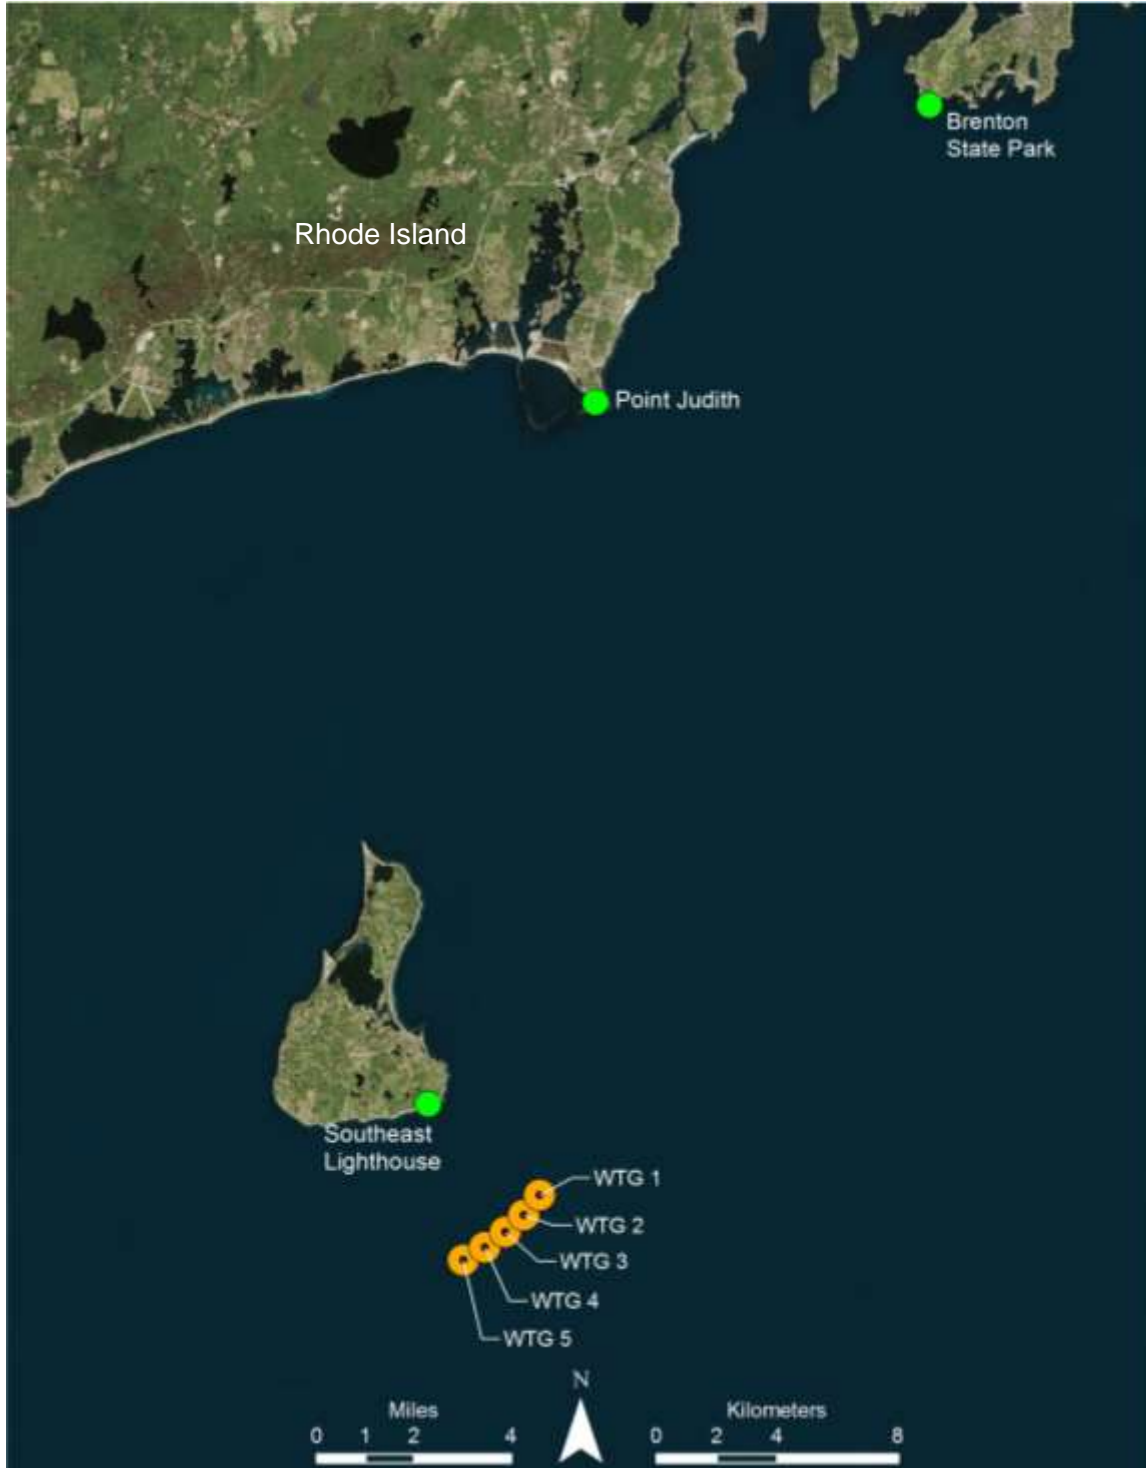 Brenton
State Park
Rhode Island
Point Judith
Southeast
Lighthouse
WTG 1
WTG 2
WTG 3
WTG 4
WTG 5
N
Miles
Kilometers
0 1 2 4
0 2 4 8